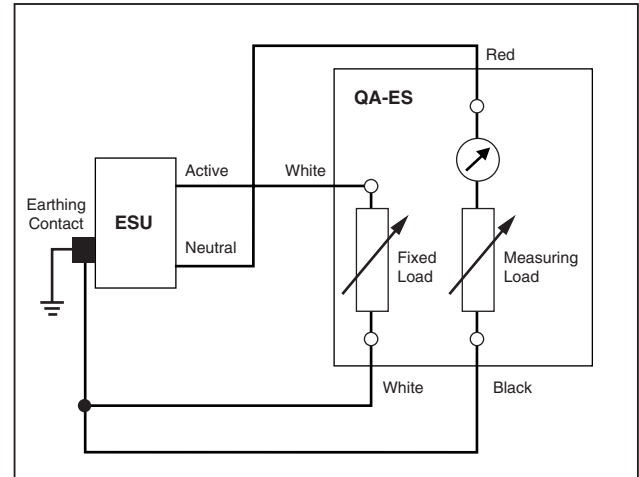 Red
QA-ES
Active
White
Earthing
Contact
ESU
Neutral
Fixed
Load
Measuring
Load
White
Black